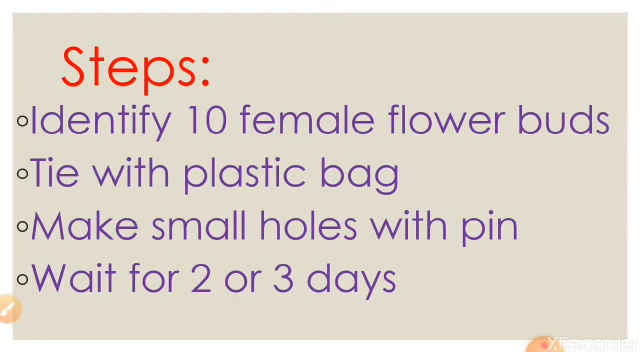 Steps:
Identify 10 female flower buds
Tie with plastic bag
Make small holes with pin
Wait for 2 or 3 days
XRecorder